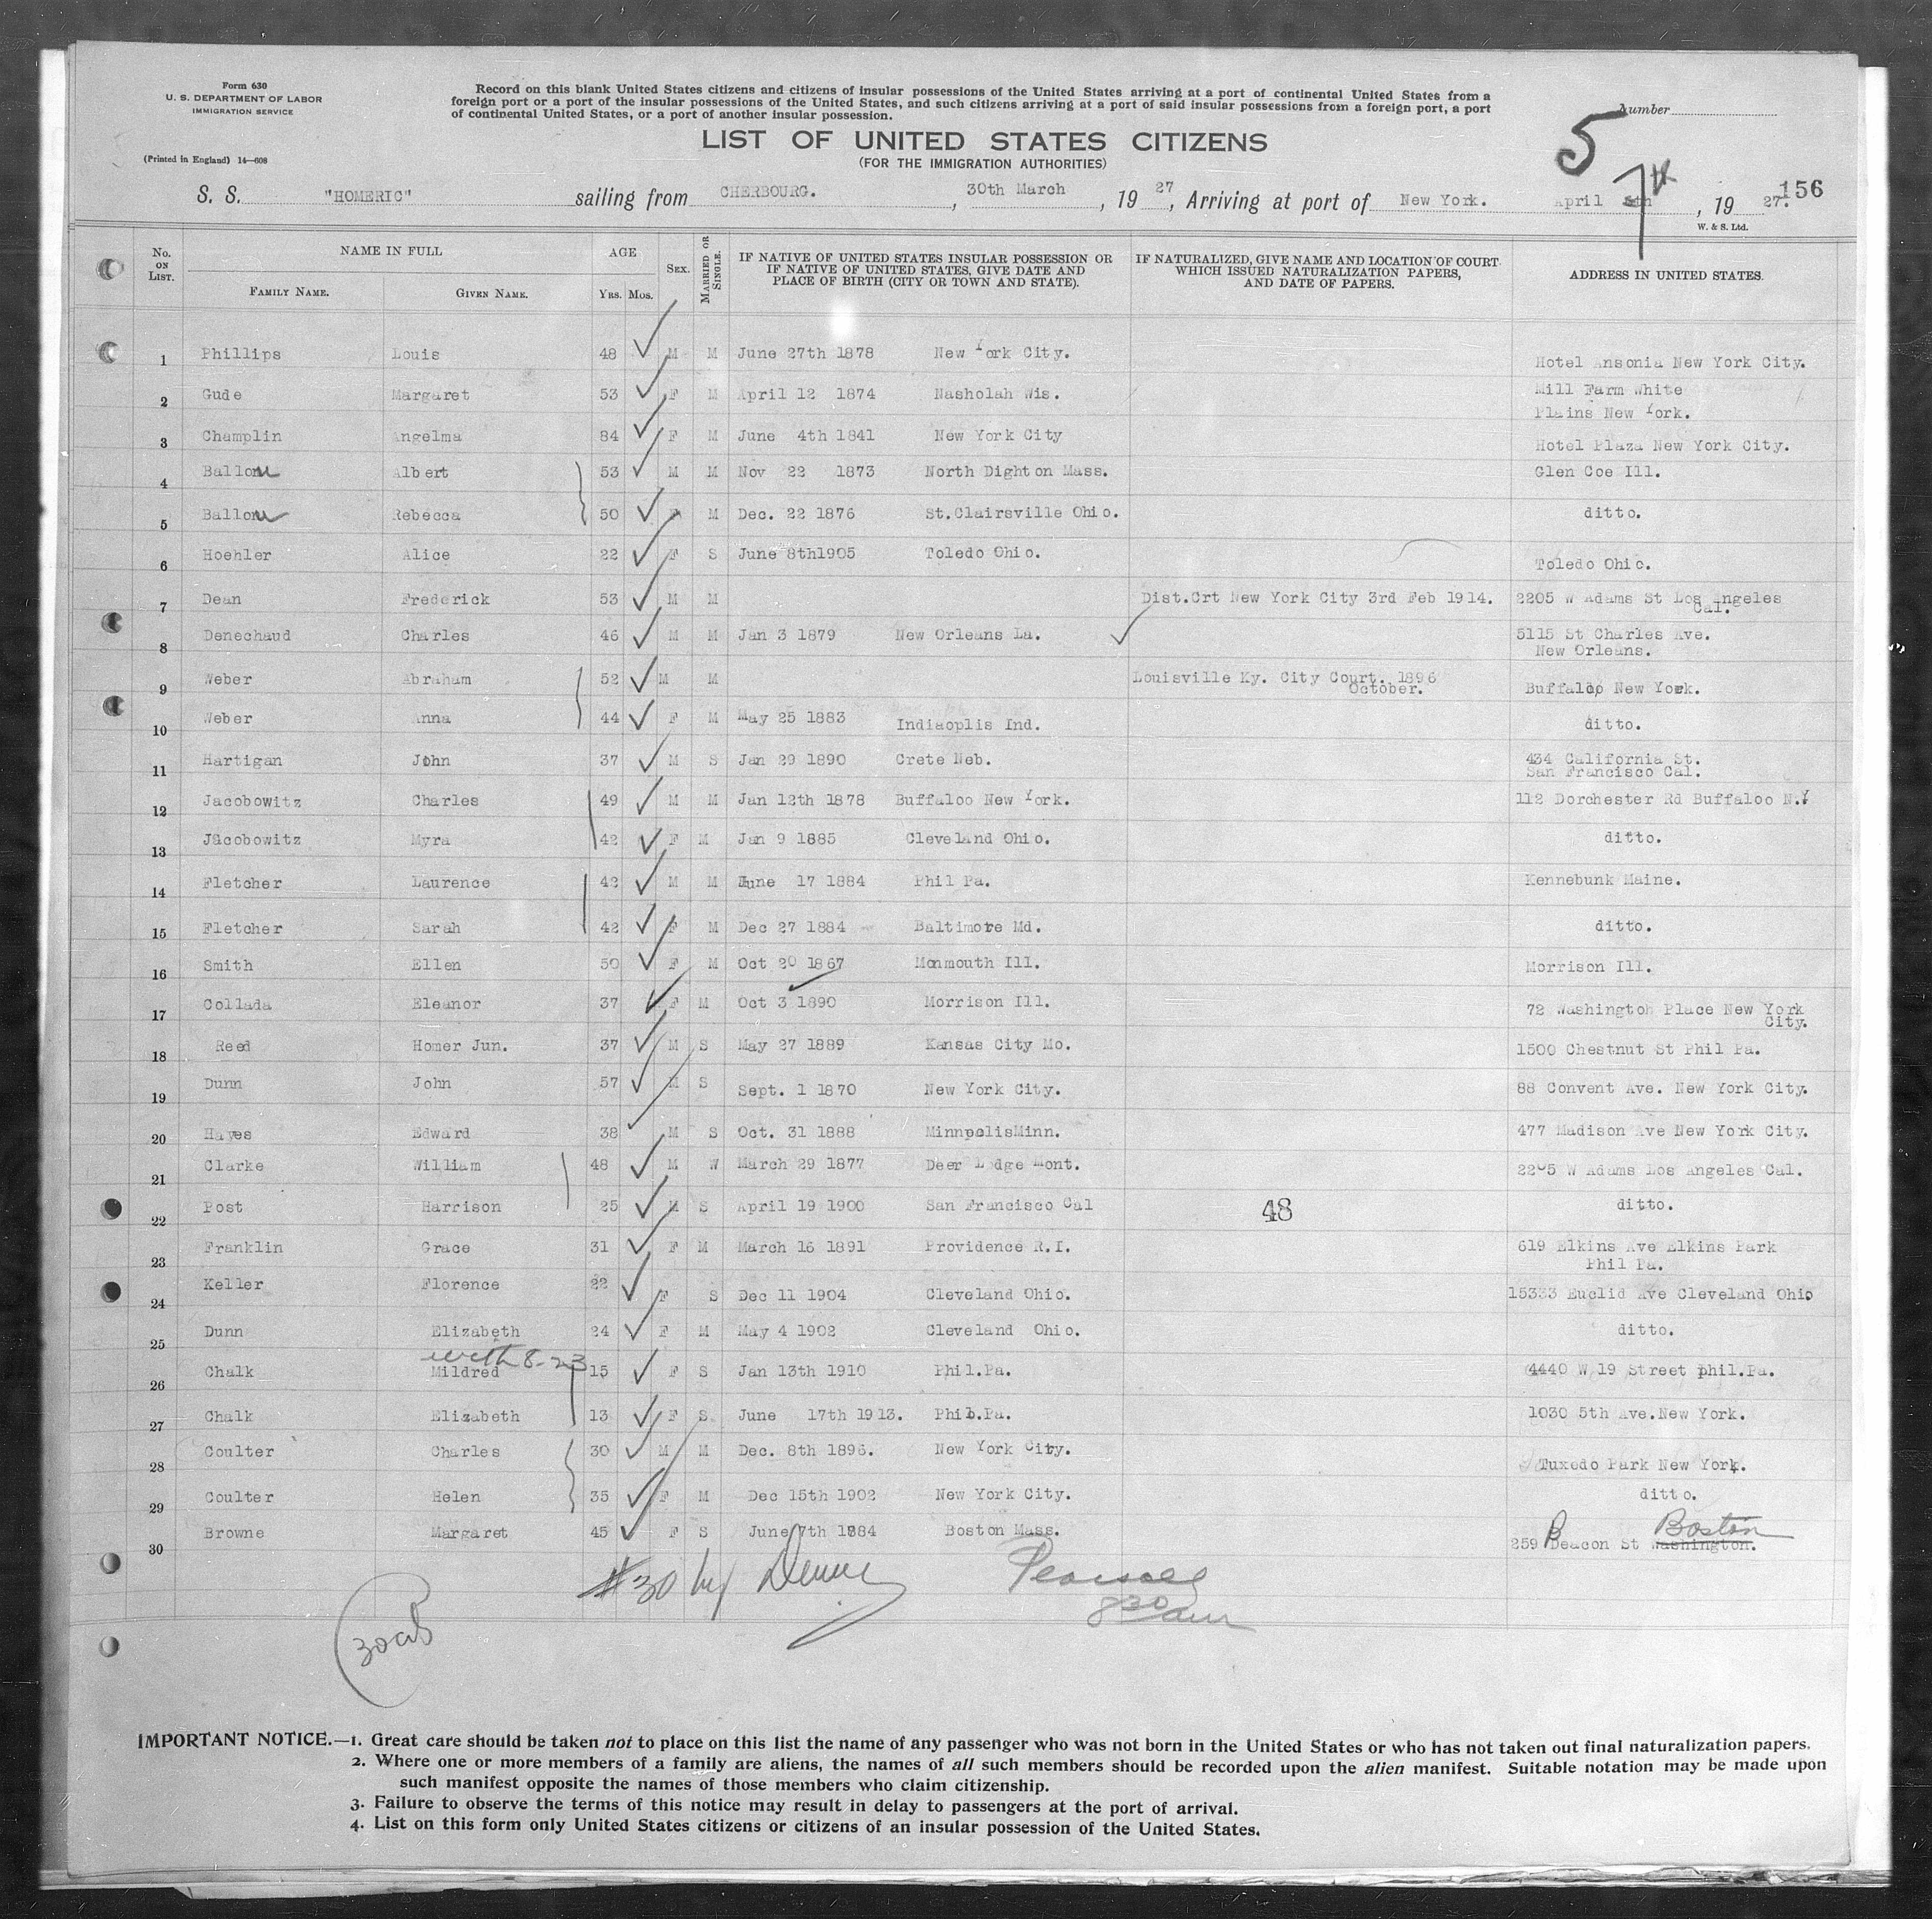 Form 630
U. S. DEPARTMENT OF LABOR
IMMIGRATION SERVICE
(Printed in England) 14—608
Record on this blank United States citizens and citizens of insular possessions of the United States arriving at a port of continental United States from a
foreign port or a port of the insular possessions of the United States, and such citizens arriving at a port of said insular possessions from a foreign port, a port
of continental United States, or a port of another insular possession.
LIST OF UNITED STATES CITIZENS
(FOR THE IMMIGRATION AUTHORITIES)
Number
5
S. S. "HOMERIC" sailing from CHERBOURG. , 30th March , 19 27 , Arriving at port of New York. April 7th , 19 27. 156
W. & S. Ltd.
No. ON LIST. NAME IN FULL FAMILY NAME. GIVEN NAME. AGE YRS. MOS. SEX. MARRIED OR SINGLE. IF NATIVE OF UNITED STATES INSULAR POSSESSION OR IF NATIVE OF UNITED STATES, GIVE DATE AND PLACE OF BIRTH (CITY OR TOWN AND STATE). IF NATURALIZED, GIVE NAME AND LOCATION OF COURT WHICH ISSUED NATURALIZATION PAPERS, AND DATE OF PAPERS. ADDRESS IN UNITED STATES.
1 Phillips Louis 48 M M June 27th 1878 New York City. Hotel Ansonia New York City.
2 Gude Margaret 53 F M April 12 1874 Nasholah Wis. Mill Farm White Plains New York.
3 Champlin Angelma 84 F M June 4th 1841 New York City Hotel Plaza New York City.
4 Ballou Albert 53 M M Nov 22 1873 North Dighton Mass. Glen Coe Ill.
5 Ballou Rebecca 50 F M Dec. 22 1876 St.Clairsville Ohio. ditto.
6 Hoehler Alice 22 F S June 8th1905 Toledo Ohio. Toledo Ohio.
7 Dean Frederick 53 M M Dist.Crt New York City 3rd Feb 1914. 2205 W Adams St Los Angeles Cal.
8 Denechaud Charles 46 M M Jan 3 1879 New Orleans La. 5115 St Charles Ave. New Orleans.
9 Weber Abraham 52 M M Louisville Ky. City Court. 1896 October. Buffaloo New York.
10 Weber Anna 44 F M May 25 1883 Indiaoplis Ind. ditto.
11 Hartigan John 37 M S Jan 29 1890 Crete Neb. 434 California St. San Francisco Cal.
12 Jacobowitz Charles 49 M M Jan 12th 1878 Buffaloo New York. 112 Dorchester Rd Buffaloo N.Y
13 Jacobowitz Myra 42 F M Jan 9 1885 Cleveland Ohio. ditto.
14 Fletcher Laurence 42 M M June 17 1884 Phil Pa. Kennebunk Maine.
15 Fletcher Sarah 42 F M Dec 27 1884 Baltimore Md. ditto.
16 Smith Ellen 50 F M Oct 20 1867 Monmouth Ill. Morrison Ill.
17 Collada Eleanor 37 F M Oct 3 1890 Morrison Ill. 72 Washington Place New York City.
18 Reed Homer Jun. 37 M S May 27 1889 Kansas City Mo. 1500 Chestnut St Phil Pa.
19 Dunn John 57 M S Sept. 1 1870 New York City. 88 Convent Ave. New York City.
20 Hayes Edward 38 M S Oct. 31 1888 MinnpolisMinn. 477 Madison Ave New York City.
21 Clarke William 48 M W March 29 1877 Deer Lodge Mont. 2205 W Adams Los Angeles Cal.
22 Post Harrison 25 M S April 19 1900 San Francisco Cal 48 ditto.
23 Franklin Grace 31 F M March 16 1891 Providence R.I. 619 Elkins Ave Elkins Park Phil Pa.
24 Keller Florence 22 F S Dec 11 1904 Cleveland Ohio. 15333 Euclid Ave Cleveland Ohio
25 Dunn Elizabeth 24 F M May 4 1902 Cleveland Ohio. ditto.
with 8-23
26 Chalk Mildred 15 F S Jan 13th 1910 Phil.Pa. 4440 W 19 Street phil.Pa.
27 Chalk Elizabeth 13 F S. June 17th 1913. Phil.Pa. 1030 5th Ave.New York.
28 Coulter Charles 30 M M Dec. 8th 1896. New York City. Tuxedo Park New York.
29 Coulter Helen 35 F M Dec 15th 1902 New York City. ditto.
30 Browne Margaret 45 F S June 7th 1884 Boston Mass. 259 Beacon St Washington. Boston
#30 by
8 30 am
IMPORTANT NOTICE.—1. Great care should be taken not to place on this list the name of any passenger who was not born in the United States or who has not taken out final naturalization papers.
2. Where one or more members of a family are aliens, the names of all such members should be recorded upon the alien manifest. Suitable notation may be made upon
such manifest opposite the names of those members who claim citizenship.
3. Failure to observe the terms of this notice may result in delay to passengers at the port of arrival.
4. List on this form only United States citizens or citizens of an insular possession of the United States.